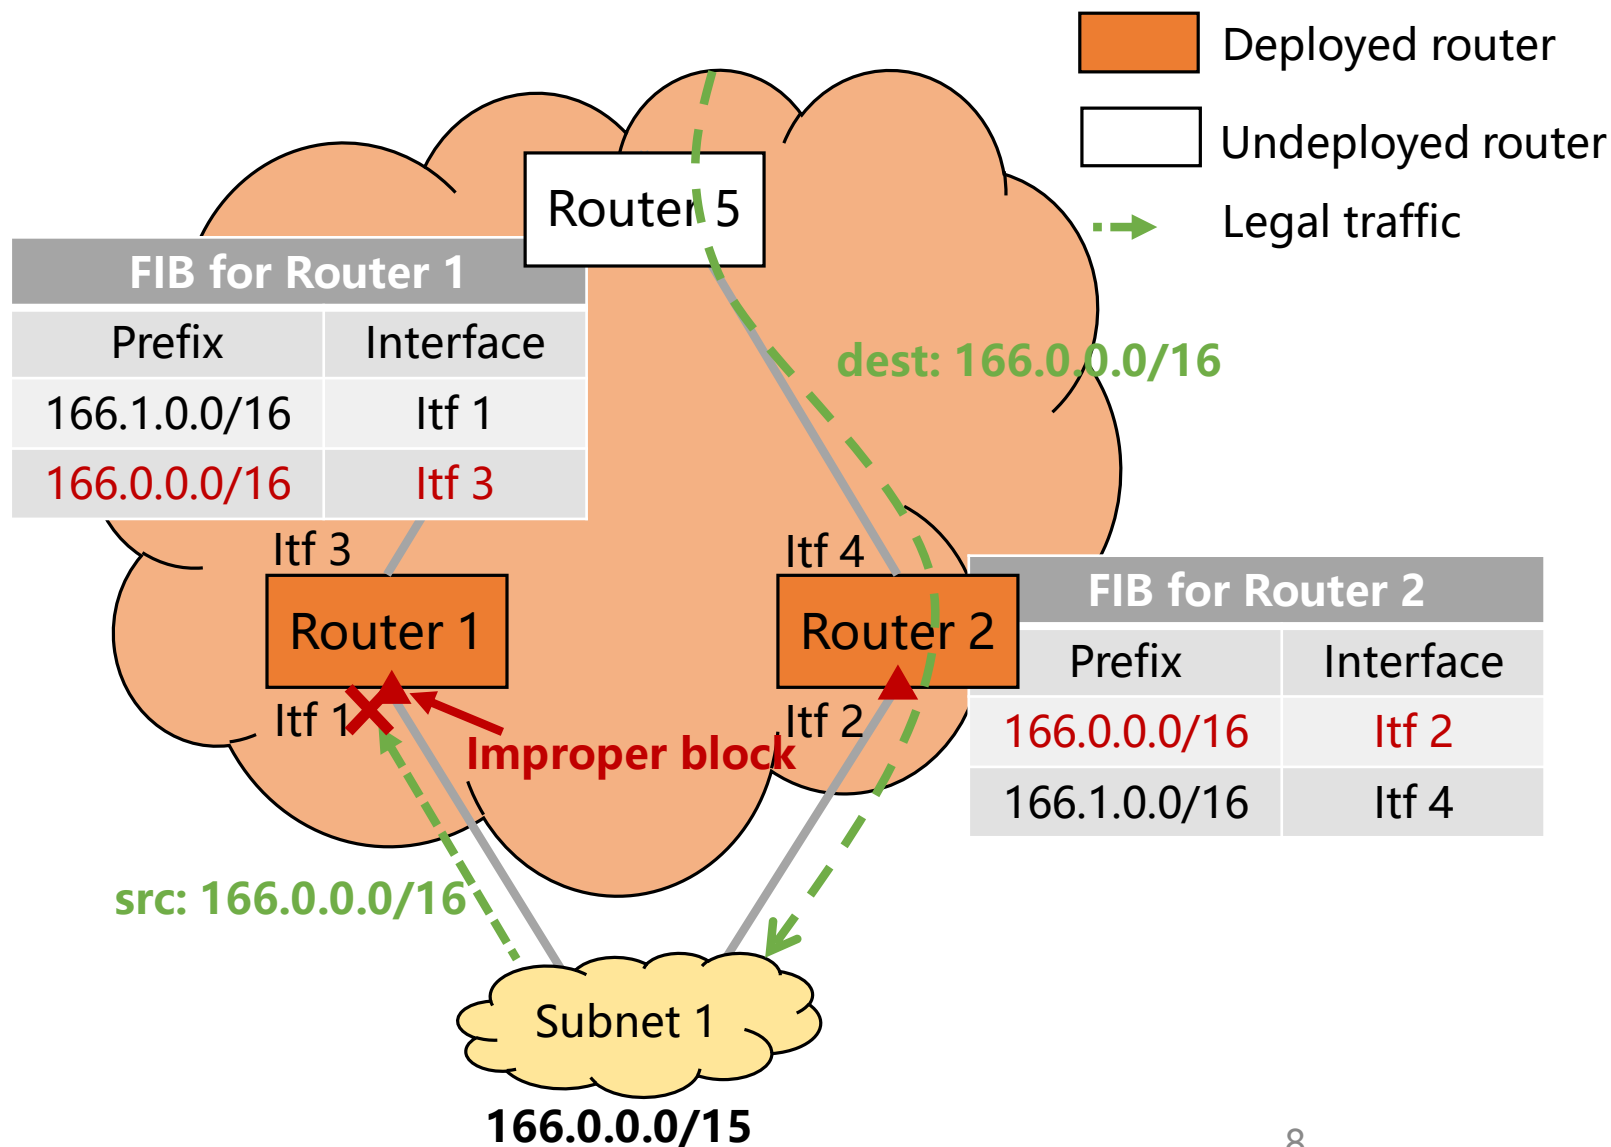 Deployed router
Undeployed router
Legal traffic
Router 5
FIB for Router 1
Prefix Interface
166.1.0.0/16 Itf 1
166.0.0.0/16 Itf 3
dest: 166.0.0.0/16
Itf 3
Itf 4
Router 1
Router 2
Itf 1
Itf 2
Improper block
FIB for Router 2
Prefix Interface
166.0.0.0/16 Itf 2
166.1.0.0/16 Itf 4
src: 166.0.0.0/16
Subnet 1
166.0.0.0/15
8